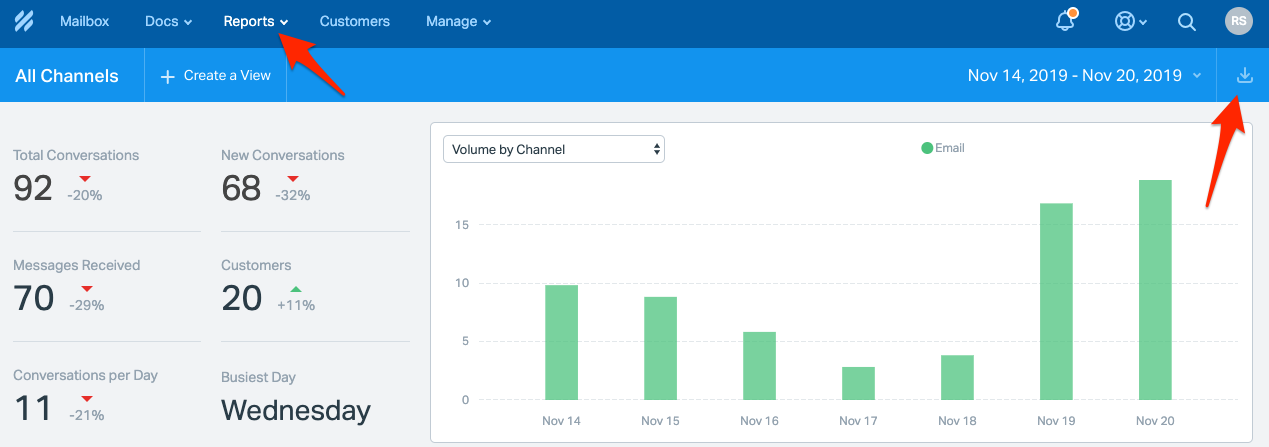 Mailbox Docs Reports Customers Manage RS
All Channels + Create a View Nov 14, 2019 - Nov 20, 2019
Total Conversations
92 -20%
New Conversations
68 -32%
Messages Received
70 -29%
Customers
20 +11%
Conversations per Day
11 -21%
Busiest Day
Wednesday
Volume by Channel
Email
15
10
5
0
Nov 14 Nov 15 Nov 16 Nov 17 Nov 18 Nov 19 Nov 20